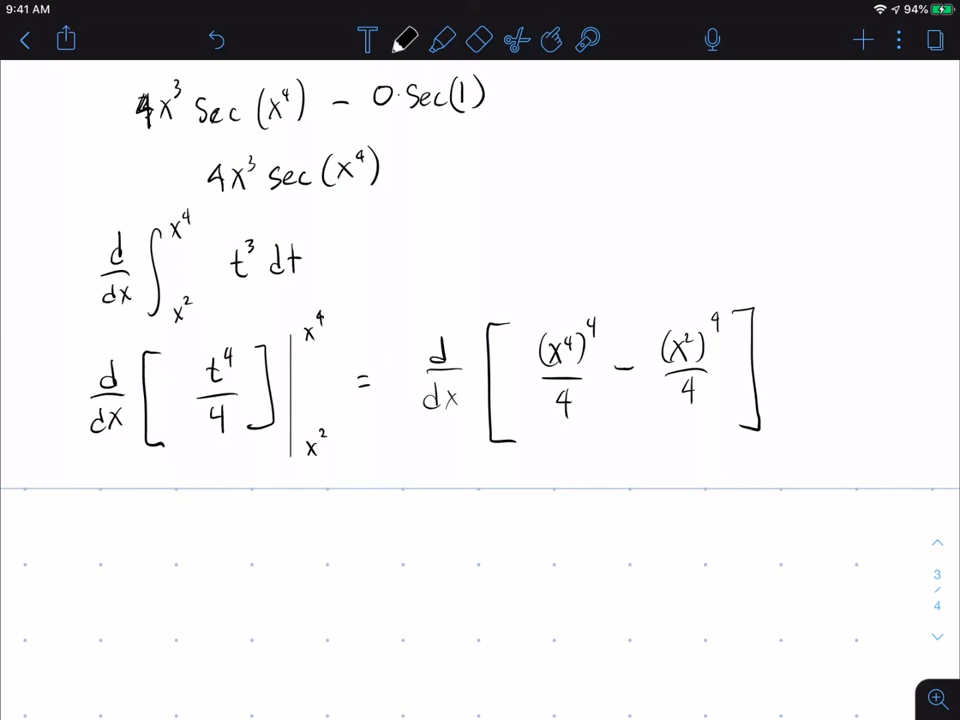 9:41 AM 94%
T
4x³ sec(x⁴) − 0·sec(1)
4x³ sec(x⁴)
d/dx ∫_{x²}^{x⁴} t³ dt
d/dx [t⁴/4] |_{x²}^{x⁴} = d/dx [(x⁴)⁴/4 − (x²)⁴/4]
3
/
4